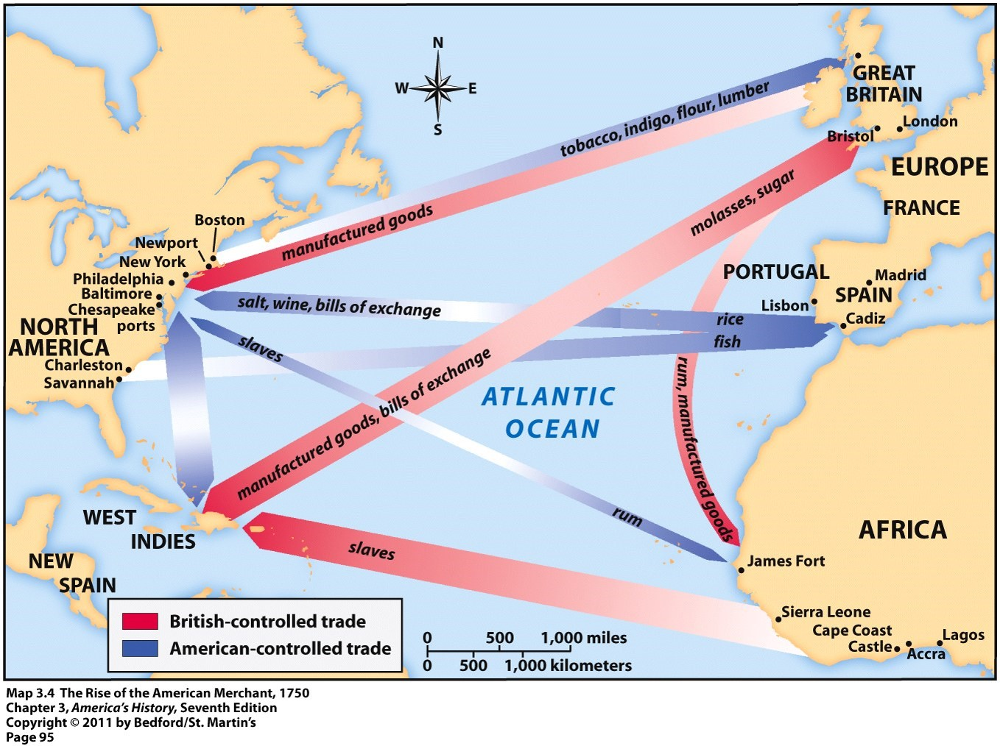 N
W
E
S
GREAT
BRITAIN
London
Bristol
EUROPE
FRANCE
tobacco, indigo, flour, lumber
manufactured goods
molasses, sugar
manufactured goods, bills of exchange
Boston
Newport
New York
Philadelphia
Baltimore
Chesapeake
ports
NORTH
AMERICA
Charleston
Savannah
salt, wine, bills of exchange
rice
fish
PORTUGAL
Madrid
SPAIN
Lisbon
Cadiz
slaves
rum
rum, manufactured goods
ATLANTIC
OCEAN
WEST
INDIES
slaves
NEW
SPAIN
AFRICA
James Fort
Sierra Leone
Cape Coast
Castle
Accra
Lagos
British-controlled trade
American-controlled trade
0 500 1,000 miles
0 500 1,000 kilometers
Map 3.4 The Rise of the American Merchant, 1750
Chapter 3, America's History, Seventh Edition
Copyright © 2011 by Bedford/St. Martin's
Page 95